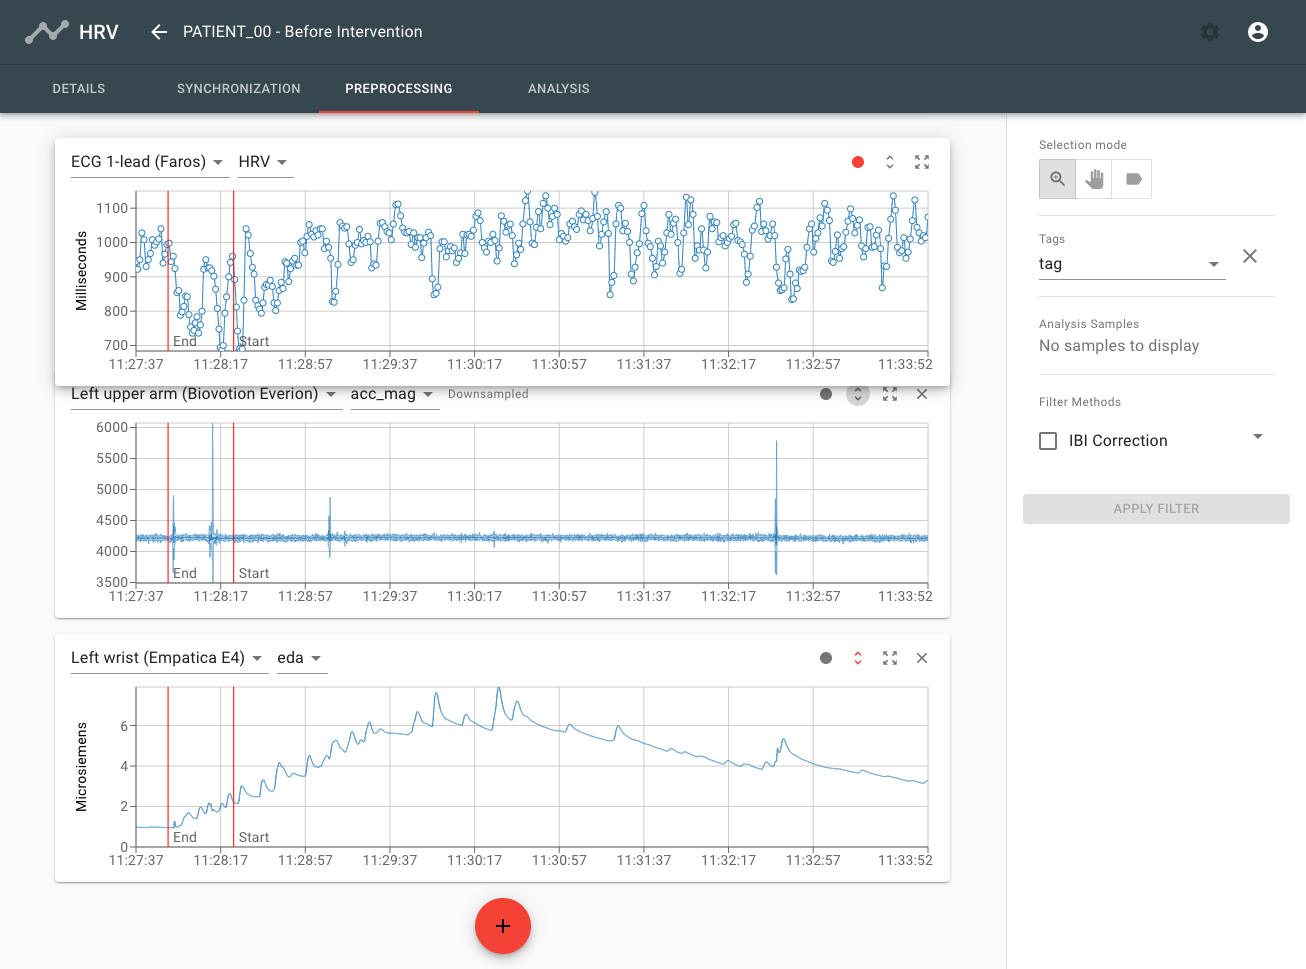 HRV
PATIENT_00 - Before Intervention
DETAILS
SYNCHRONIZATION
PREPROCESSING
ANALYSIS
ECG 1-lead (Faros)
HRV
Milliseconds
1100
1000
900
800
700
End
Start
11:27:37 11:28:17 11:28:57 11:29:37 11:30:17 11:30:57 11:31:37 11:32:17 11:32:57 11:33:52
Left upper arm (Biovotion Everion)
acc_mag
Downsampled
6000
5500
5000
4500
4000
3500
End
Start
11:27:37 11:28:17 11:28:57 11:29:37 11:30:17 11:30:57 11:31:37 11:32:17 11:32:57 11:33:52
Left wrist (Empatica E4)
eda
Microsiemens
6
4
2
0
End
Start
11:27:37 11:28:17 11:28:57 11:29:37 11:30:17 11:30:57 11:31:37 11:32:17 11:32:57 11:33:52
Selection mode
Tags
tag
Analysis Samples
No samples to display
Filter Methods
IBI Correction
APPLY FILTER